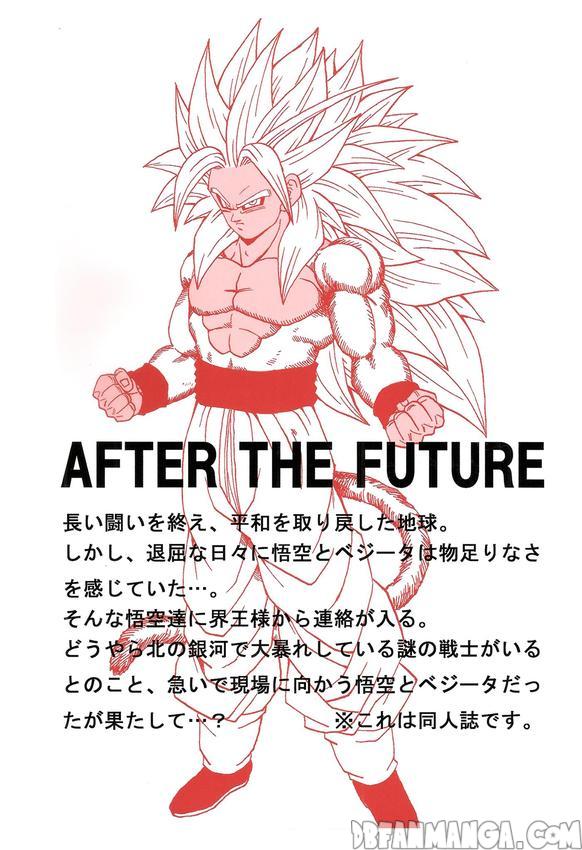 AFTER THE FUTURE
長い闘いを終え、平和を取り戻した地球。
しかし、退屈な日々に悟空とベジータは物足りなさ
を感じていた…。
そんな悟空達に界王様から連絡が入る。
どうやら北の銀河で大暴れしている謎の戦士がいる
とのこと、急いで現場に向かう悟空とベジータだっ
たが果たして…？ ※これは同人誌です。
DBFANMANGA.COM